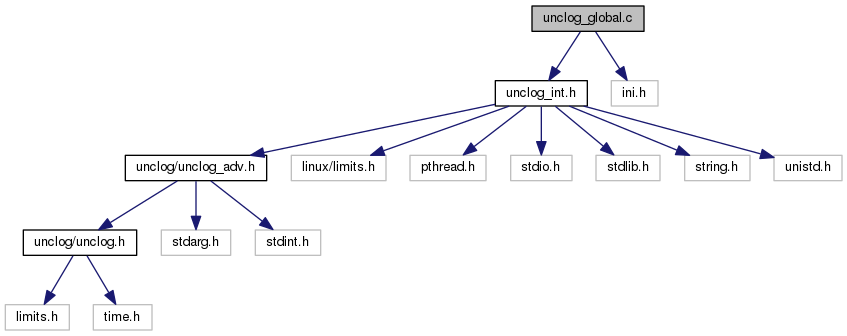 unclog_global.c
unclog_int.h
ini.h
unclog/unclog_adv.h
linux/limits.h
pthread.h
stdio.h
stdlib.h
string.h
unistd.h
unclog/unclog.h
stdarg.h
stdint.h
limits.h
time.h